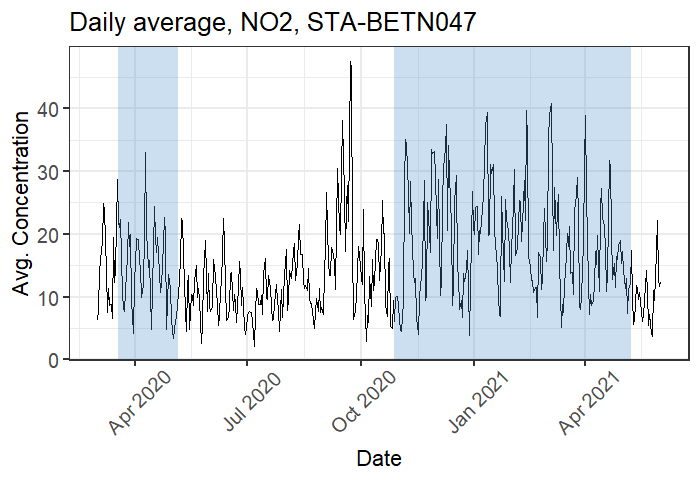 Daily average, NO2, STA-BETN047
Avg. Concentration
40
30
20
10
0
Apr 2020
Jul 2020
Oct 2020
Jan 2021
Apr 2021
Date